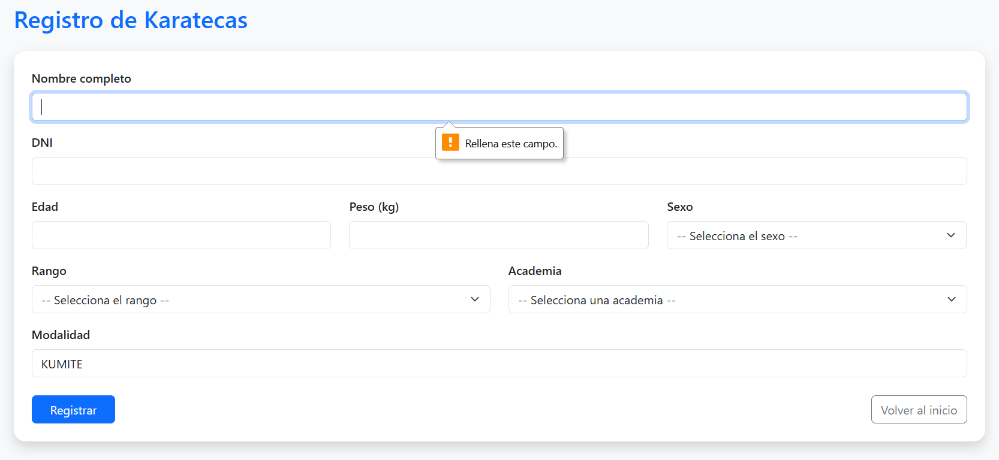 Registro de Karatecas
Nombre completo
Rellena este campo.
DNI
Edad
Peso (kg)
Sexo
-- Selecciona el sexo --
Rango
Academia
-- Selecciona el rango --
-- Selecciona una academia --
Modalidad
KUMITE
Registrar
Volver al inicio